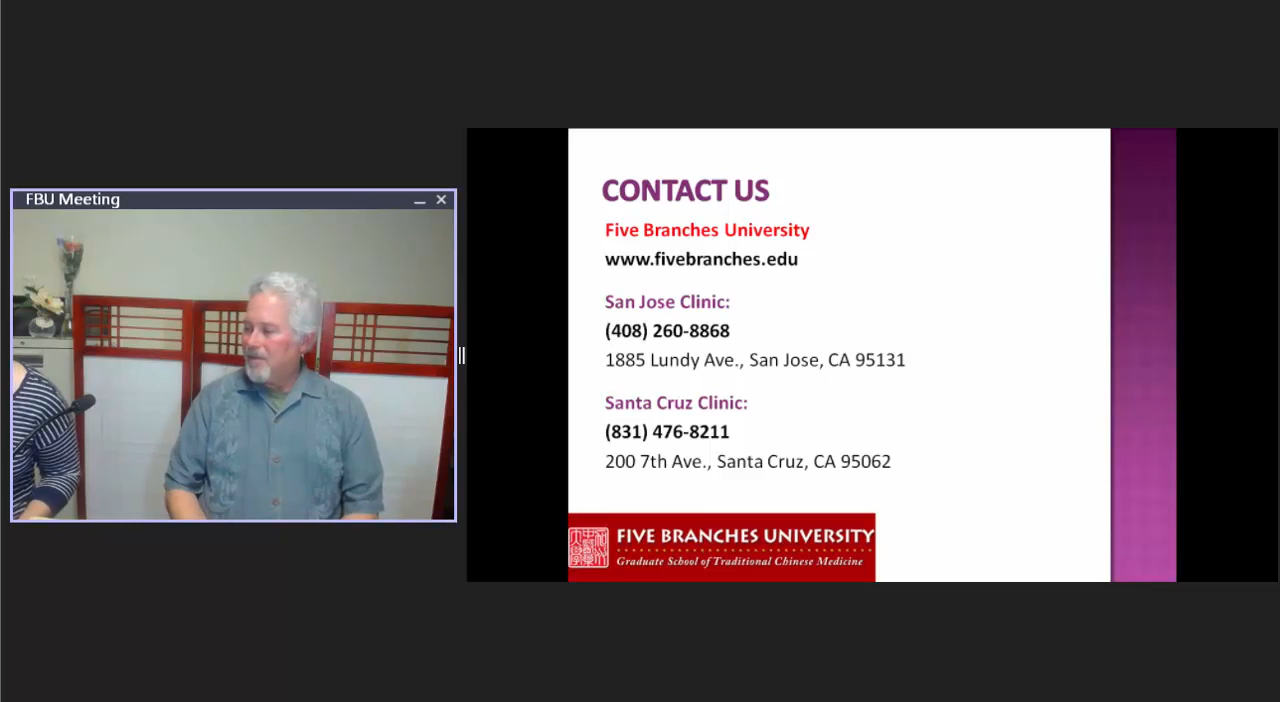 FBU Meeting
CONTACT US
Five Branches University
www.fivebranches.edu
San Jose Clinic:
(408) 260-8868
1885 Lundy Ave., San Jose, CA 95131
Santa Cruz Clinic:
(831) 476-8211
200 7th Ave., Santa Cruz, CA 95062
FIVE BRANCHES UNIVERSITY
Graduate School of Traditional Chinese Medicine